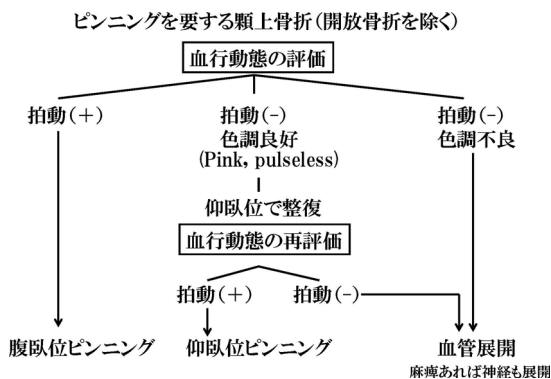 ピンニングを要する顆上骨折（開放骨折を除く）
血行動態の評価
拍動（＋）
拍動（-）
色調良好
(Pink, pulseless)
拍動（-）
色調不良
仰臥位で整復
血行動態の再評価
拍動（＋）
拍動（-）
腹臥位ピンニング
仰臥位ピンニング
血管展開
麻痺あれば神経も展開